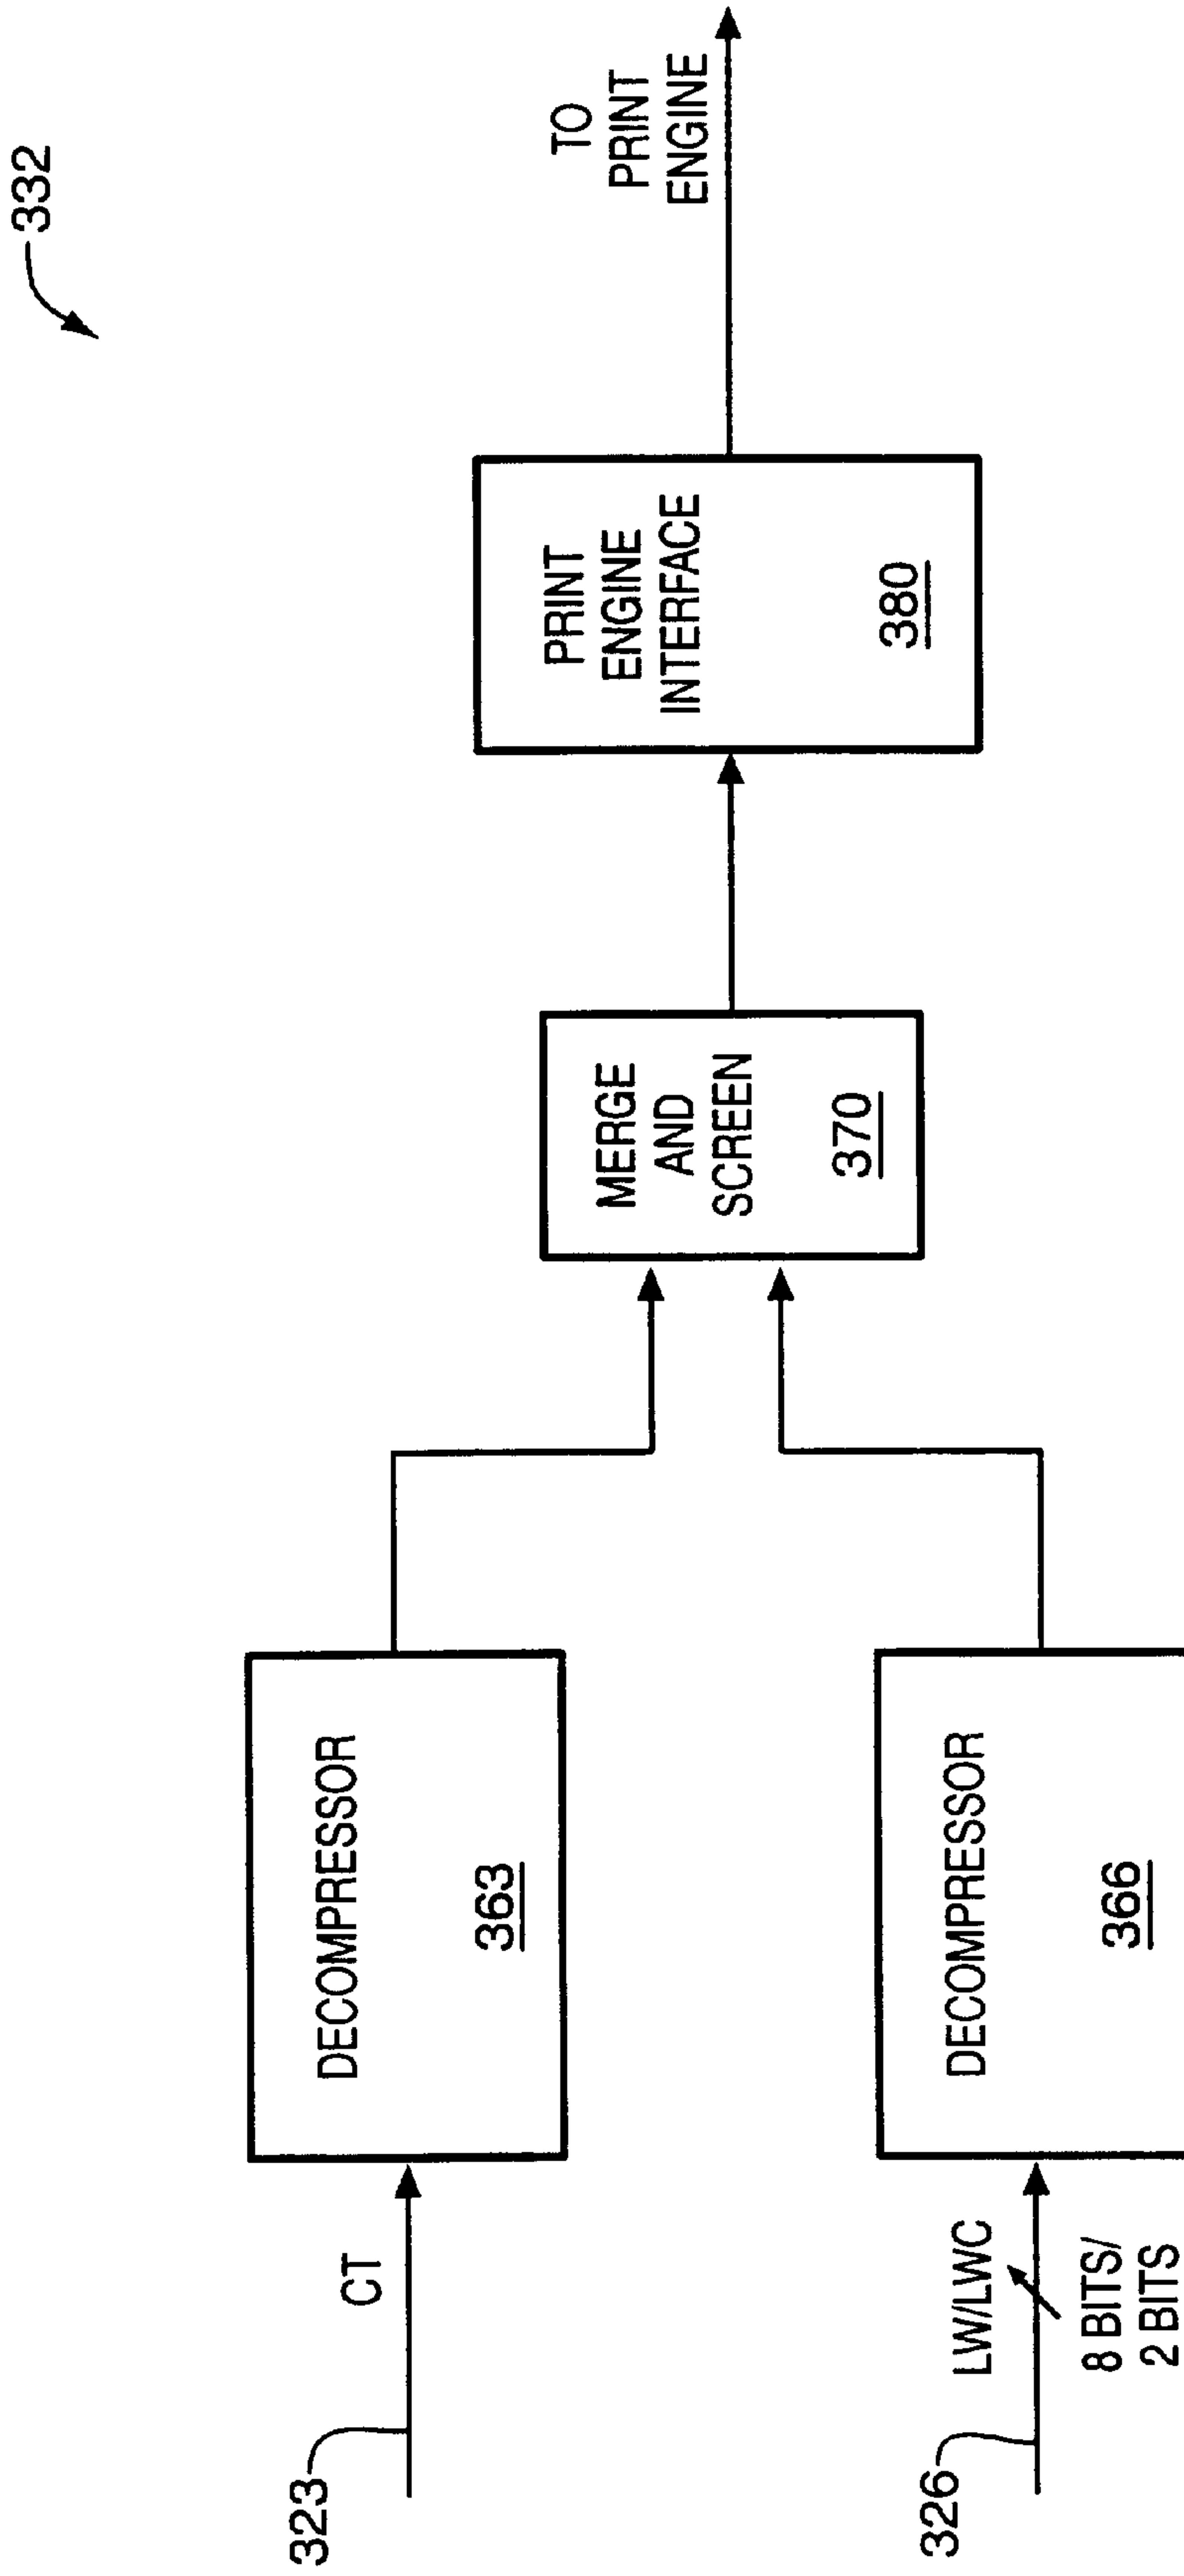 332
323
CT
DECOMPRESSOR
363
326
LW/LWC
8 BITS/
2 BITS
DECOMPRESSOR
366
MERGE
AND
SCREEN
370
PRINT
ENGINE
INTERFACE
380
TO
PRINT
ENGINE